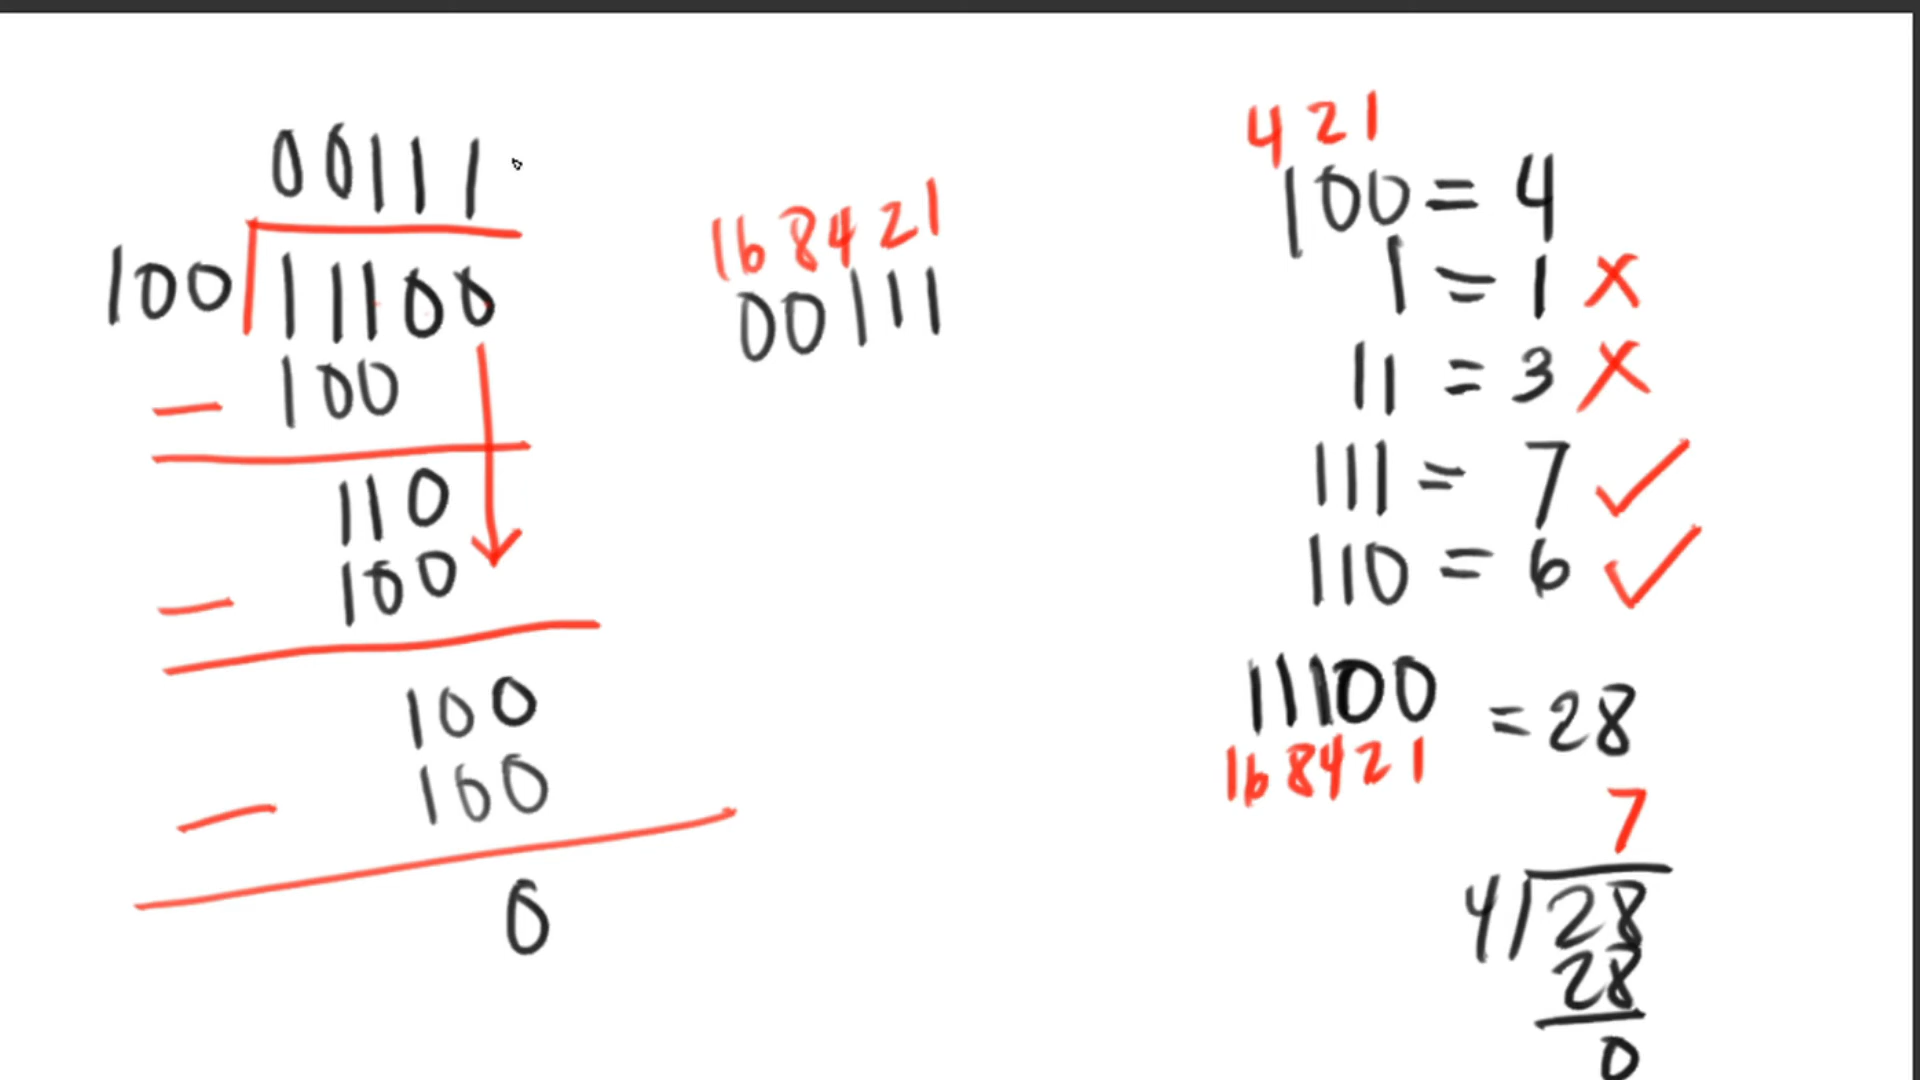 00111
100 11100
- 100
110
- 100
100
- 100
0
16 8 4 2 1
00111
4 2 1
100 = 4
1 = 1 x
11 = 3 x
111 = 7 ✓
110 = 6 ✓
11100 = 28
16 8 4 2 1
7
4 28
28
0